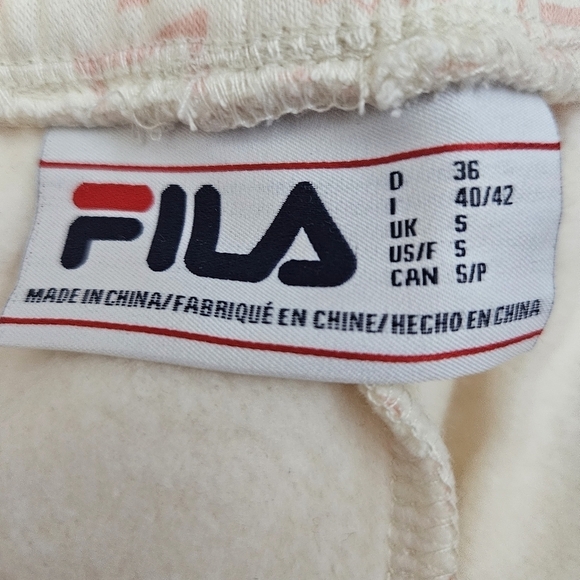 FILA
D 36
I 40/42
UK S
US/F S
CAN S/P
MADE IN CHINA/FABRIQUÉ EN CHINE/HECHO EN CHINA